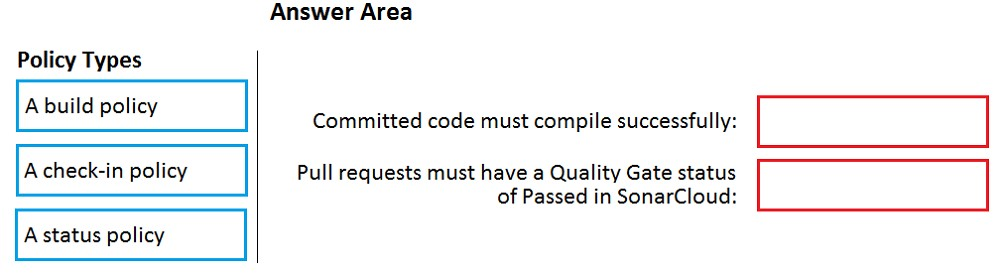 Answer Area
Policy Types
A build policy
A check-in policy
A status policy
Committed code must compile successfully:
Pull requests must have a Quality Gate status
of Passed in SonarCloud: